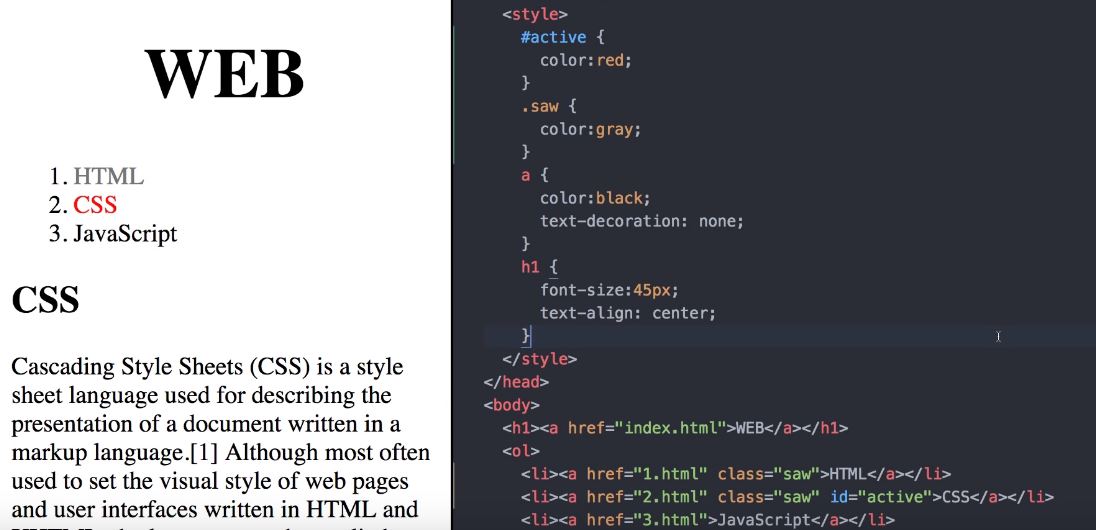 WEB
1. HTML
2. CSS
3. JavaScript
CSS
Cascading Style Sheets (CSS) is a style
sheet language used for describing the
presentation of a document written in a
markup language.[1] Although most often
used to set the visual style of web pages
and user interfaces written in HTML and
<style>
#active {
color:red;
}
.saw {
color:gray;
}
a {
color:black;
text-decoration: none;
}
h1 {
font-size:45px;
text-align: center;
}
</style>
</head>
<body>
<h1><a href="index.html">WEB</a></h1>
<ol>
<li><a href="1.html" class="saw">HTML</a></li>
<li><a href="2.html" class="saw" id="active">CSS</a></li>
<li><a href="3.html">JavaScript</a></li>